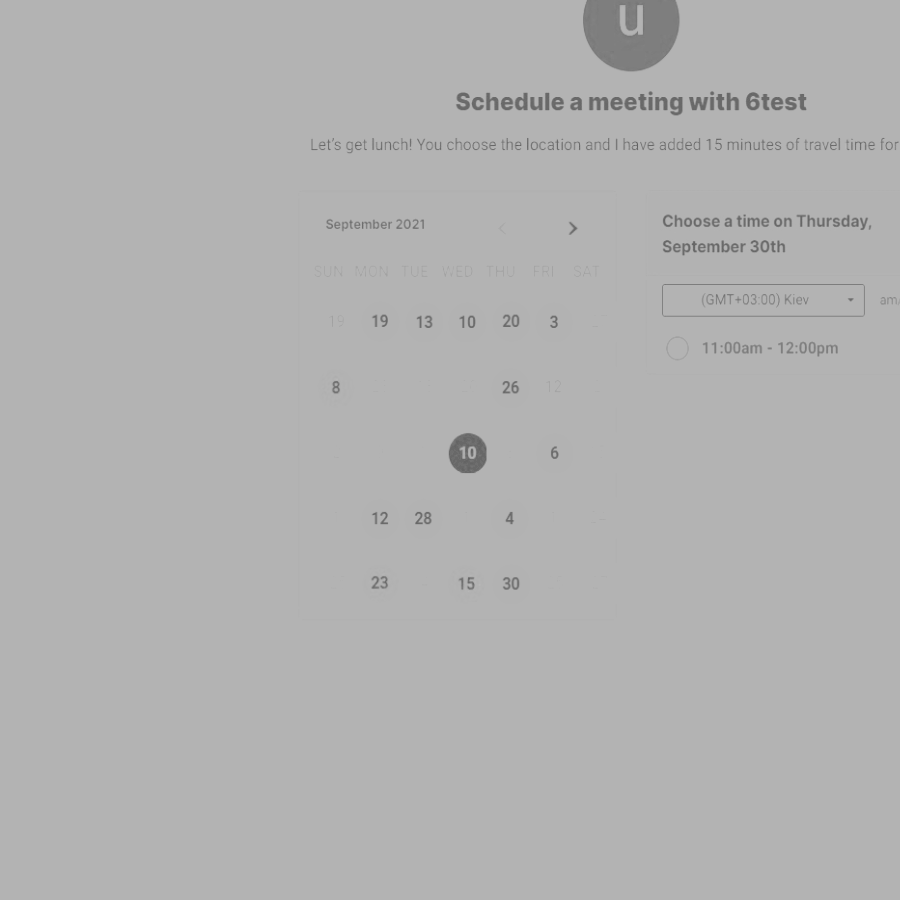 u
Schedule a meeting with 6test
Let's get lunch! You choose the location and I have added 15 minutes of travel time for
September 2021
SUN MON TUE WED THU FRI SAT
19 19 13 10 20 3
8 26 12
10 6
12 28 4
23 15 30
Choose a time on Thursday,
September 30th
(GMT+03:00) Kiev
am/
11:00am - 12:00pm